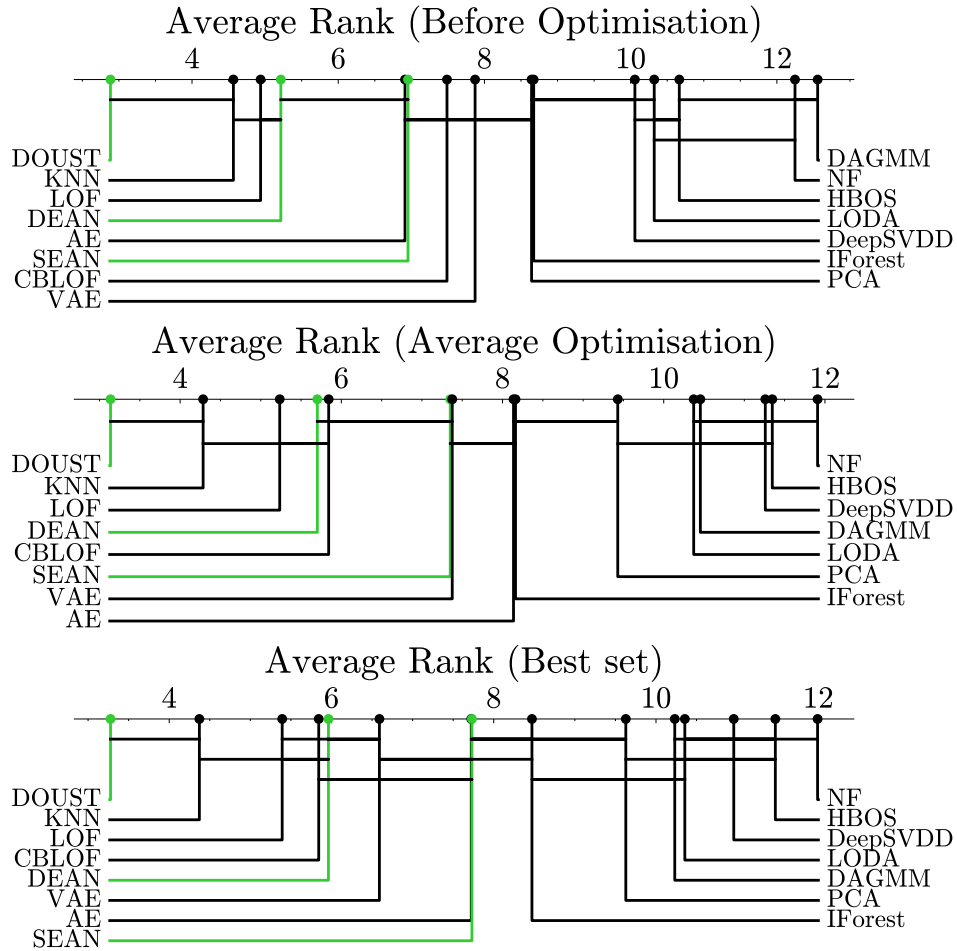 Average Rank (Before Optimisation)
4 6 8 10 12
DOUST DAGMM
KNN NF
LOF HBOS
DEAN LODA
AE DeepSVDD
SEAN IForest
CBLOF PCA
VAE
Average Rank (Average Optimisation)
4 6 8 10 12
DOUST NF
KNN HBOS
LOF DeepSVDD
DEAN DAGMM
CBLOF LODA
SEAN PCA
VAE IForest
AE
Average Rank (Best set)
4 6 8 10 12
DOUST NF
KNN HBOS
LOF DeepSVDD
CBLOF LODA
DEAN DAGMM
VAE PCA
AE IForest
SEAN